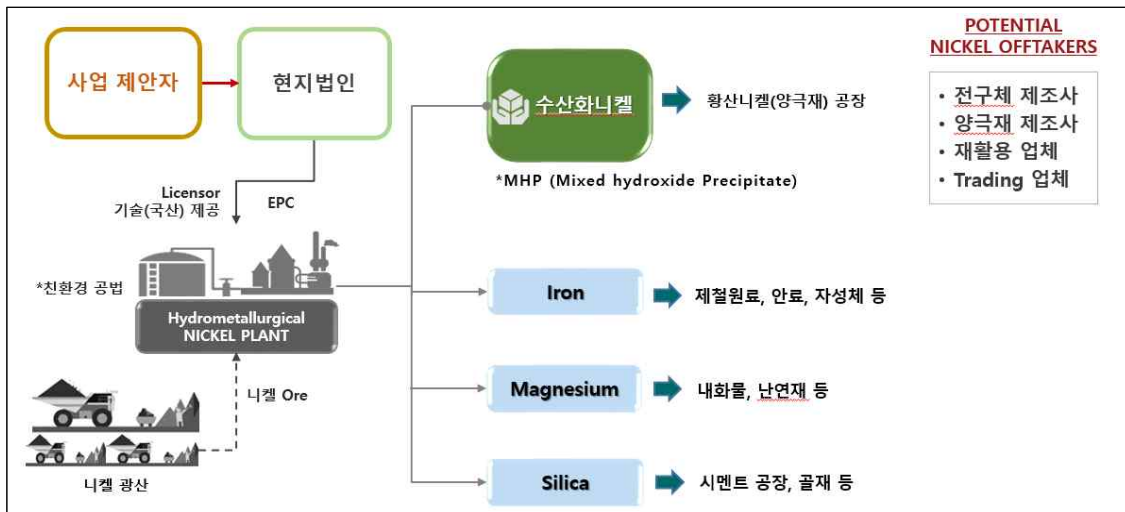 사업 제안자
현지법인
Licensor
기술(국산) 제공
EPC
*친환경 공법
Hydrometallurgical
NICKEL PLANT
니켈 Ore
니켈 광산
수산화니켈
황산니켈(양극재) 공장
*MHP (Mixed hydroxide Precipitate)
Iron
제철원료, 안료, 자성체 등
Magnesium
내화물, 난연재 등
Silica
시멘트 공장, 골재 등
POTENTIAL
NICKEL OFFTAKERS
• 전구체 제조사
• 양극재 제조사
• 재활용 업체
• Trading 업체